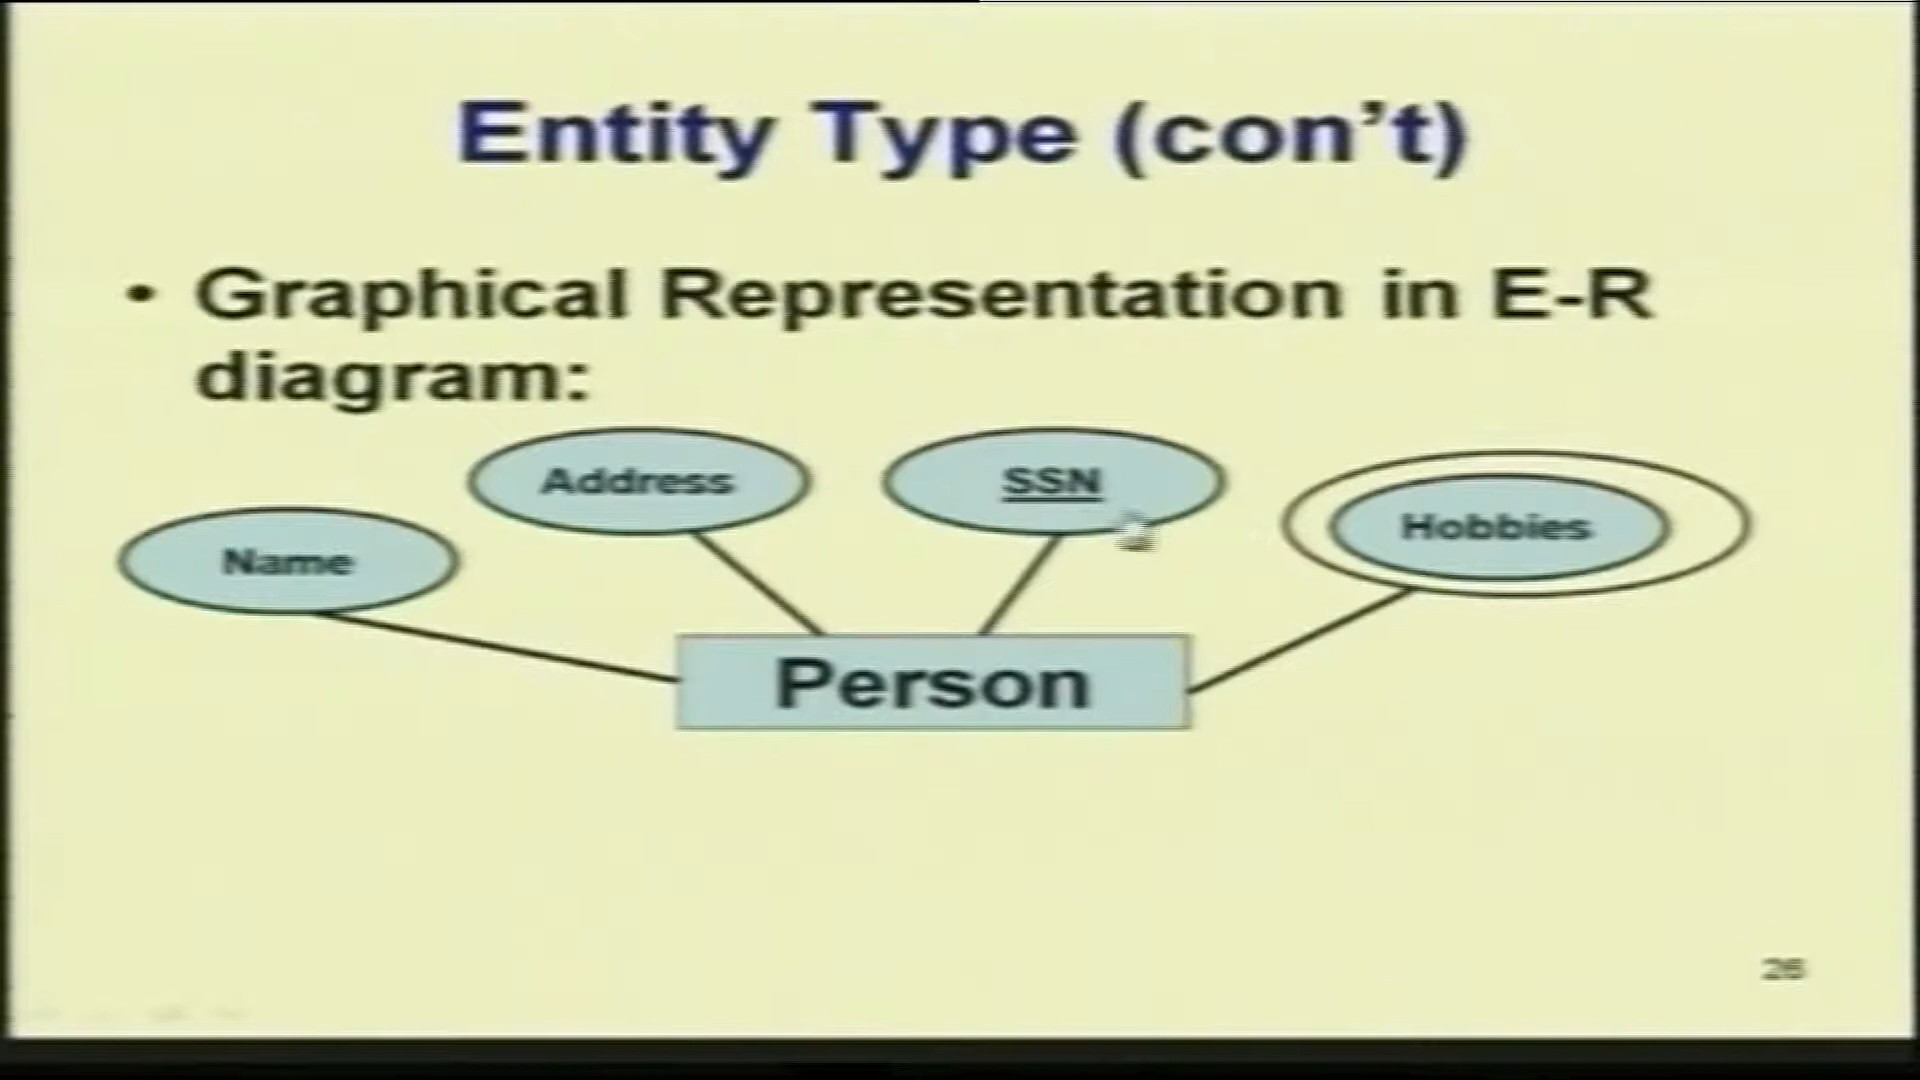 Entity Type (con't)
• Graphical Representation in E-R
diagram:
Address
SSN
Hobbies
Name
Person
26